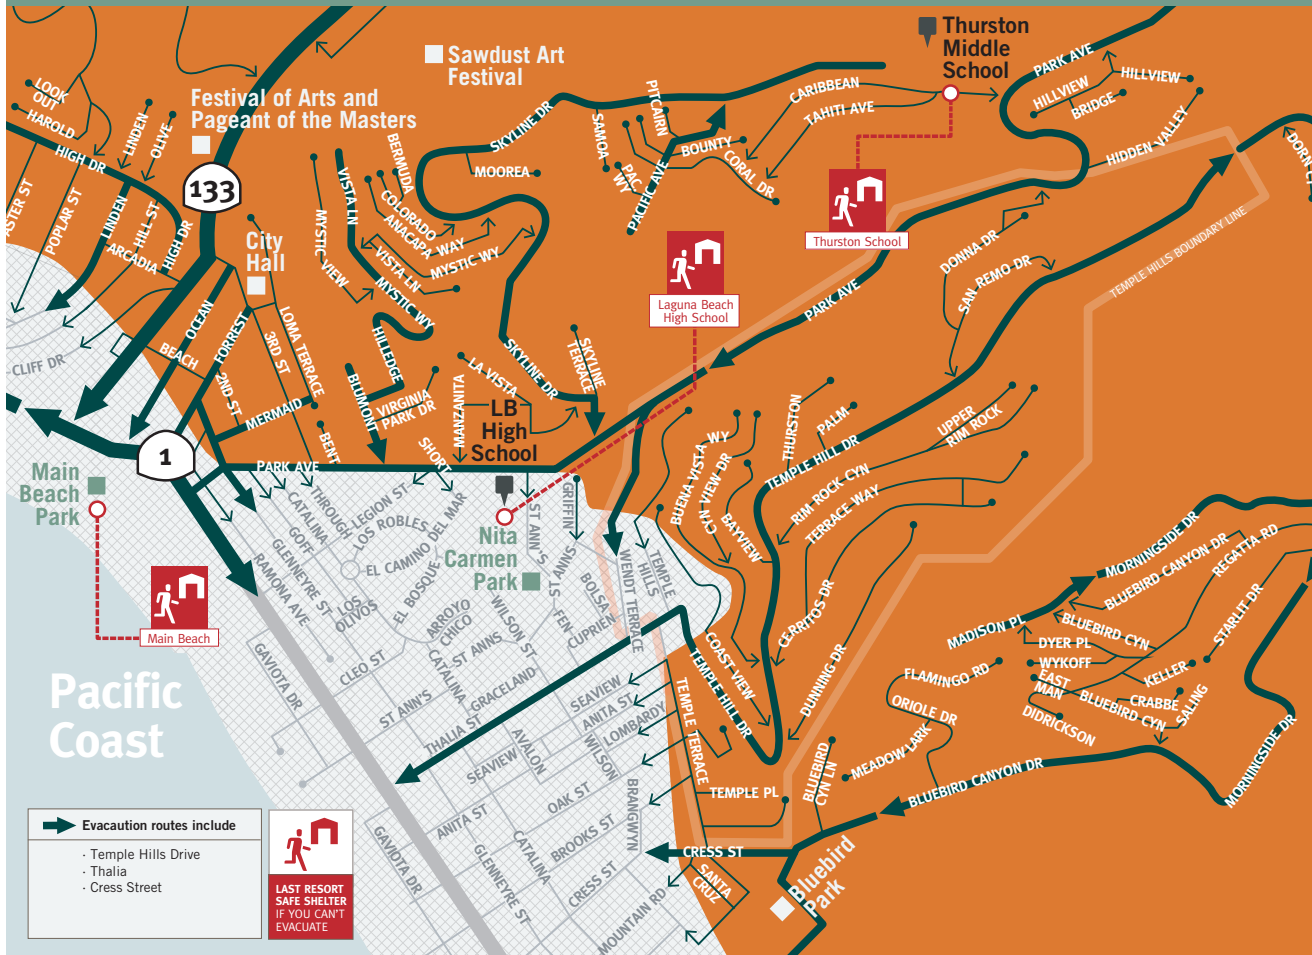 Thurston
Middle
School
Sawdust Art
Festival
Festival of Arts and
Pageant of the Masters
LOOK
OUT
HAROLD
HIGH DR
LINDEN
OLIVE
133
POPLAR ST
LINDEN
HILL ST
ARCADIA
HIGH DR
City
Hall
VISTA LN
MYSTIC VIEW
BERMUDA
COLORADO
ANACAPA
WAY
MYSTIC WY
VISTA LN
MYSTIC WY
MOOREA
SKYLINE DR
SAMOA
PITCAIRN
PAC.
WY
PACIFIC AVE
BOUNTY
CORAL DR
CARIBBEAN
TAHITI AVE
PARK AVE
HILLVIEW
HILLVIEW
BRIDGE
HIDDEN VALLEY
Thurston School
Laguna Beach
High School
DONNA DR
SAN REMO DR
TEMPLE HILLS BOUNDARY LINE
PARK AVE
CLIFF DR
OCEAN
FORREST
BEACH
2ND ST
3RD ST
LOMA TERRACE
MERMAID
BENT
HILLEDGE
BLUMONT
VIRGINIA
PARK DR
SHORT
MANZANITA
LA VISTA
SKYLINE DR
SKYLINE
TERRACE
LB
High
School
1
PARK AVE
Main
Beach
Park
Main Beach
Nita
Carmen
Park
CATALINA
THROUGH
GOFF
GLENNEYRE ST
RAMONA AVE
LEGION ST
LOS ROBLES
EL CAMINO DEL MAR
EL BOSQUE
LOS
OLIVOS
ARROYO
CHICO
CLEO ST
ST ANN'S
CATALINA
ST ANNS
WILSON ST
GRACELAND
THALIA ST
ST ANN'S
GRIFFIN
ST ANNS
FEN
BOLSA
CUPRIEN
WENDT TERRACE
TEMPLE
HILLS
BUENA VISTA
WY
CYN VIEW DR
BAYVIEW
THURSTON
PALM
TEMPLE HILL DR
UPPER
RIM ROCK
RIM ROCK CYN
TERRACE WAY
CERRITOS DR
DUNNING DR
COAST VIEW
TEMPLE HILL DR
TEMPLE TERRACE
TEMPLE PL
SEAVIEW
ANITA ST
LOMBARDY
WILSON
AVALON
SEAVIEW
OAK ST
BROOKS ST
ANITA ST
CATALINA
GLENNEYRE ST
CRESS ST
BRANGWYN
MOUNTAIN RD
GAVIOTA DR
GAVIOTA DR
CRESS ST
SANTA
CRUZ
Bluebird
Park
BLUEBIRD
CYN LN
MEADOW LARK
ORIOLE DR
FLAMINGO RD
BLUEBIRD CANYON DR
MADISON PL
MORNINGSIDE DR
BLUEBIRD CANYON DR
REGATTA RD
STARLIT DR
BLUEBIRD CYN
DYER PL
WYKOFF
EAST
MAN
DIDRICKSON
BLUEBIRD CYN
CRABBE
KELLER
SALING
MORNINGSIDE DR
Pacific
Coast
Evacaution routes include
· Temple Hills Drive
· Thalia
· Cress Street
LAST RESORT
SAFE SHELTER
IF YOU CAN'T
EVACUATE